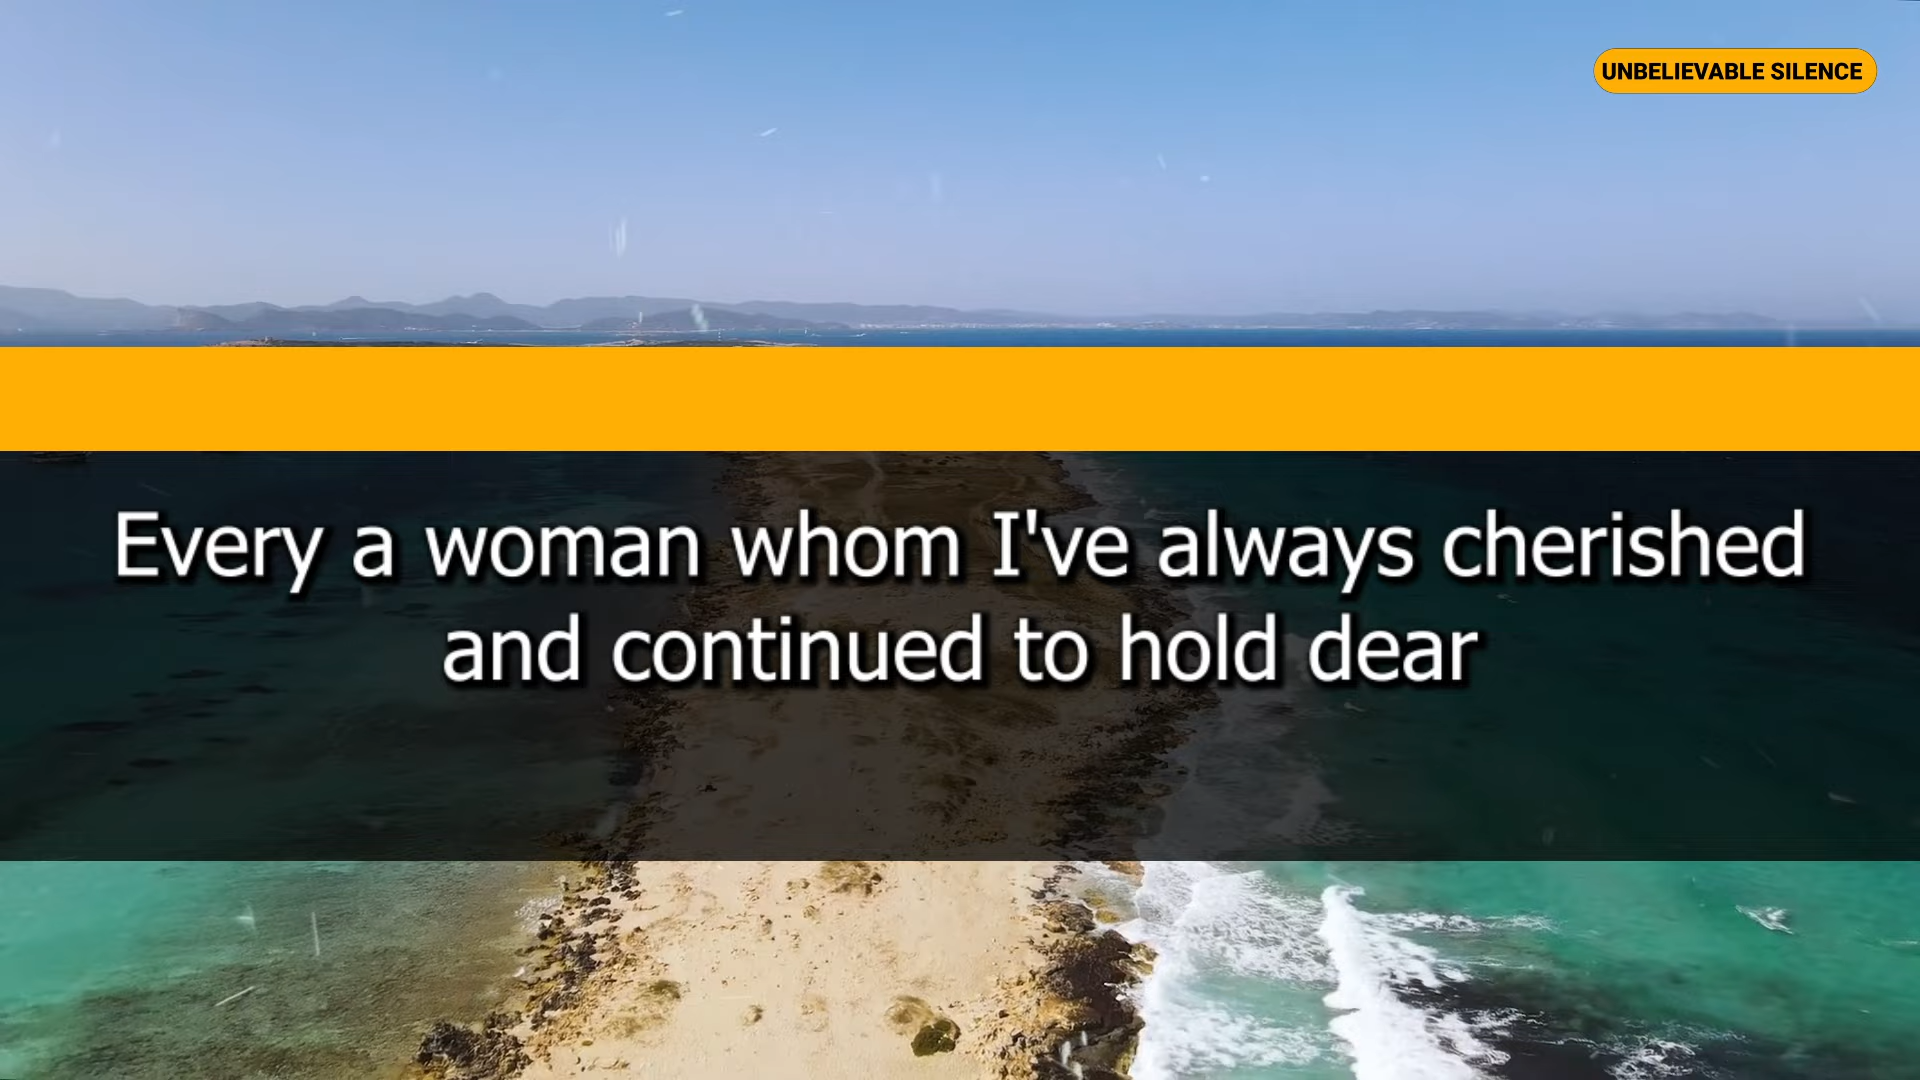 UNBELIEVABLE SILENCE
Every a woman whom I've always cherished
and continued to hold dear